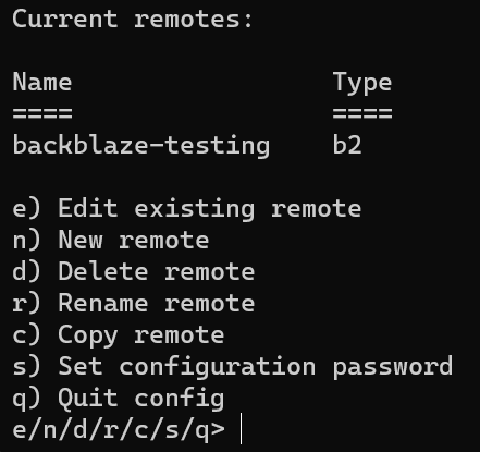 Current remotes:
Name                 Type
====                 ====
backblaze-testing    b2
e) Edit existing remote
n) New remote
d) Delete remote
r) Rename remote
c) Copy remote
s) Set configuration password
q) Quit config
e/n/d/r/c/s/q>